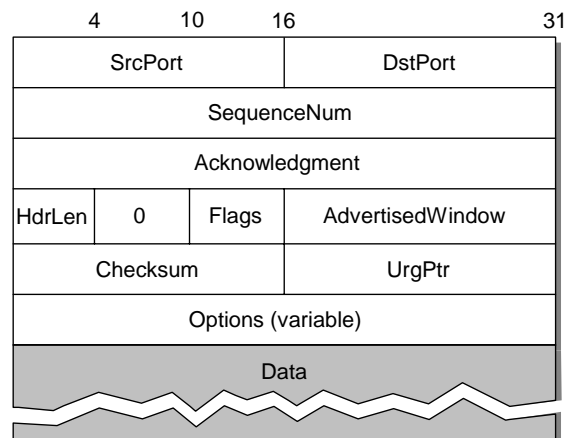 4 10 16 31
SrcPort DstPort
SequenceNum
Acknowledgment
HdrLen 0 Flags AdvertisedWindow
Checksum UrgPtr
Options (variable)
Data